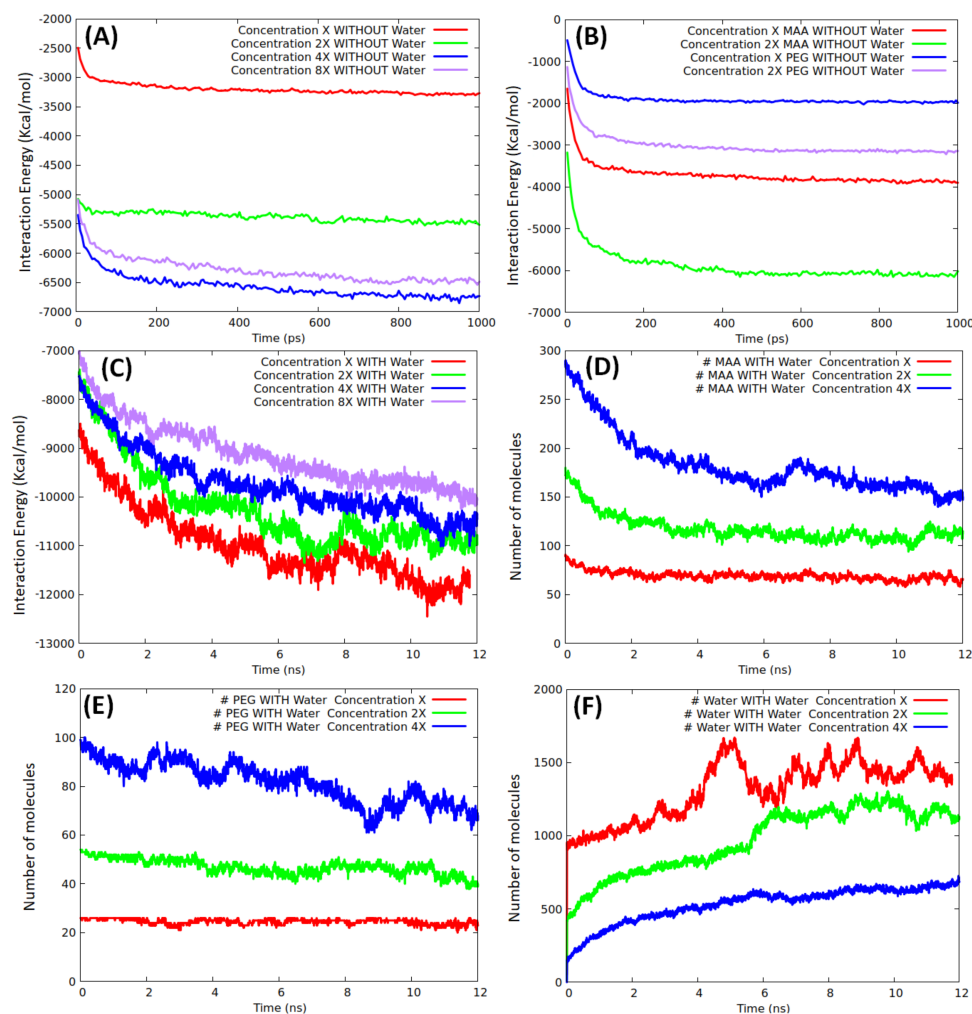 (A)
Concentration X WITHOUT Water
Concentration 2X WITHOUT Water
Concentration 4X WITHOUT Water
Concentration 8X WITHOUT Water
-2000
-2500
-3000
-3500
-4000
-4500
-5000
-5500
-6000
-6500
-7000
Interaction Energy (Kcal/mol)
0
200
400
600
800
1000
Time (ps)
(B)
Concentration X MAA WITHOUT Water
Concentration 2X MAA WITHOUT Water
Concentration X PEG WITHOUT Water
Concentration 2X PEG WITHOUT Water
0
-1000
-2000
-3000
-4000
-5000
-6000
-7000
Interaction Energy (Kcal/mol)
0
200
400
600
800
1000
Time (ps)
(C)
Concentration X WITH Water
Concentration 2X WITH Water
Concentration 4X WITH Water
Concentration 8X WITH Water
-7000
-8000
-9000
-10000
-11000
-12000
-13000
Interaction Energy (Kcal/mol)
0
2
4
6
8
10
12
Time (ns)
(D)
# MAA WITH Water Concentration X
# MAA WITH Water Concentration 2X
# MAA WITH Water Concentration 4X
300
250
200
150
100
50
0
Number of molecules
0
2
4
6
8
10
12
Time (ns)
(E)
# PEG WITH Water Concentration X
# PEG WITH Water Concentration 2X
# PEG WITH Water Concentration 4X
120
100
80
60
40
20
0
Number of molecules
0
2
4
6
8
10
12
Time (ns)
(F)
# Water WITH Water Concentration X
# Water WITH Water Concentration 2X
# Water WITH Water Concentration 4X
2000
1500
1000
500
0
Number of molecules
0
2
4
6
8
10
12
Time (ns)